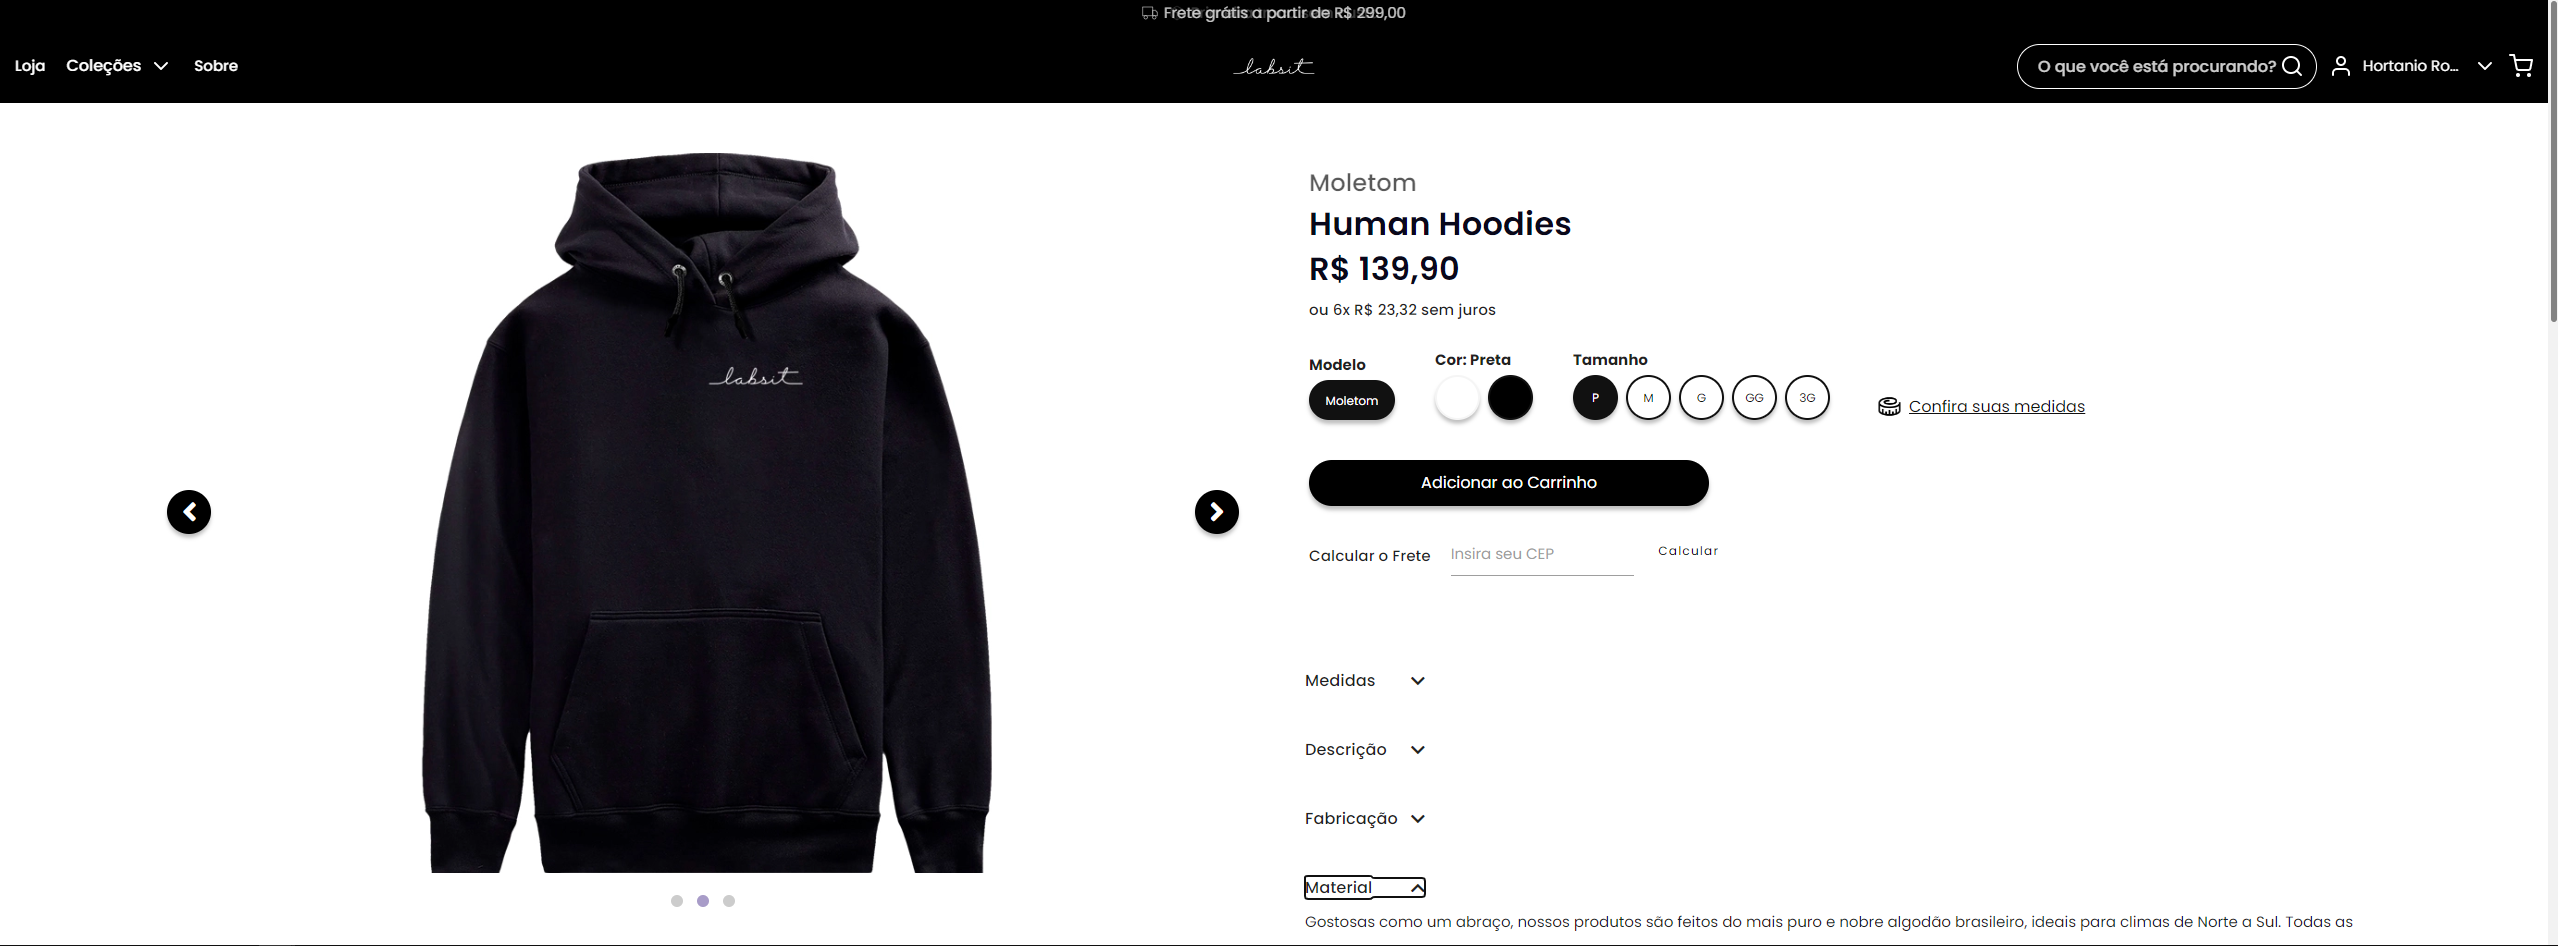 Frete grátis a partir de R$ 299,00
Loja
Coleções
Sobre
labsit
O que você está procurando?
Hortanio Ro...
labsit
Moletom
Human Hoodies
R$ 139,90
ou 6x R$ 23,32 sem juros
Modelo
Moletom
Cor: Preta
Tamanho
P
M
G
GG
3G
Confira suas medidas
Adicionar ao Carrinho
Calcular o Frete
Insira seu CEP
Calcular
Medidas
Descrição
Fabricação
Material
Gostosas como um abraço, nossos produtos são feitos do mais puro e nobre algodão brasileiro, ideais para climas de Norte a Sul. Todas as